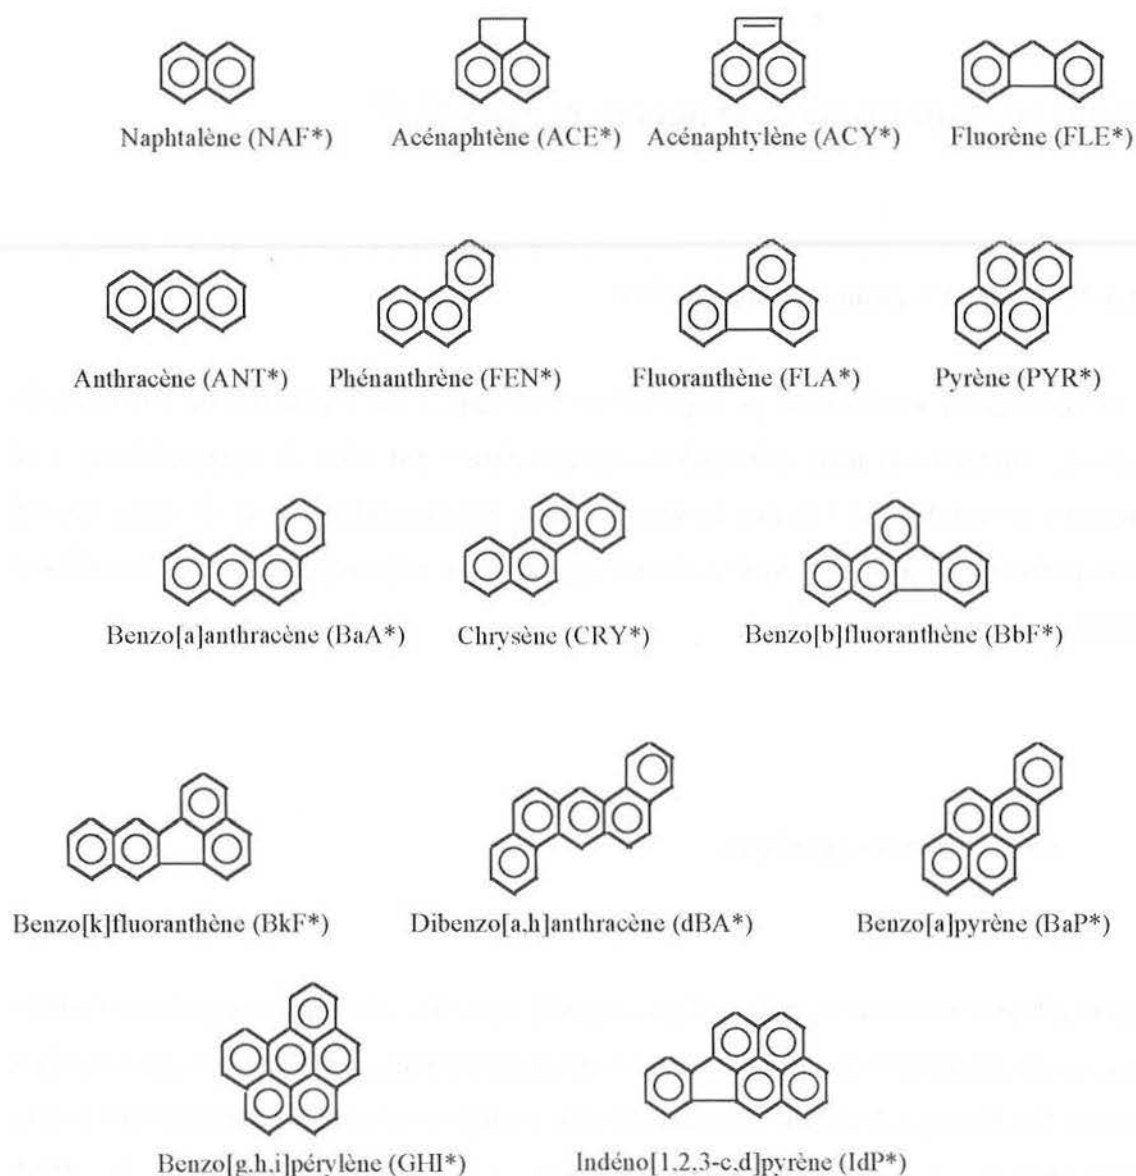 Naphtalène (NAF*) Acénaphtène (ACE*) Acénaphtylène (ACY*) Fluorène (FLE*)
Anthracène (ANT*) Phénanthrène (FEN*) Fluoranthène (FLA*) Pyrène (PYR*)
Benzo[a]anthracène (BaA*) Chrysène (CRY*) Benzo[b]fluoranthène (BbF*)
Benzo[k]fluoranthène (BkF*) Dibenzo[a,h]anthracène (dBA*) Benzo[a]pyrène (BaP*)
Benzo[g,h,i]pérylène (GHI*) Indéno[1,2,3-c,d]pyrène (IdP*)